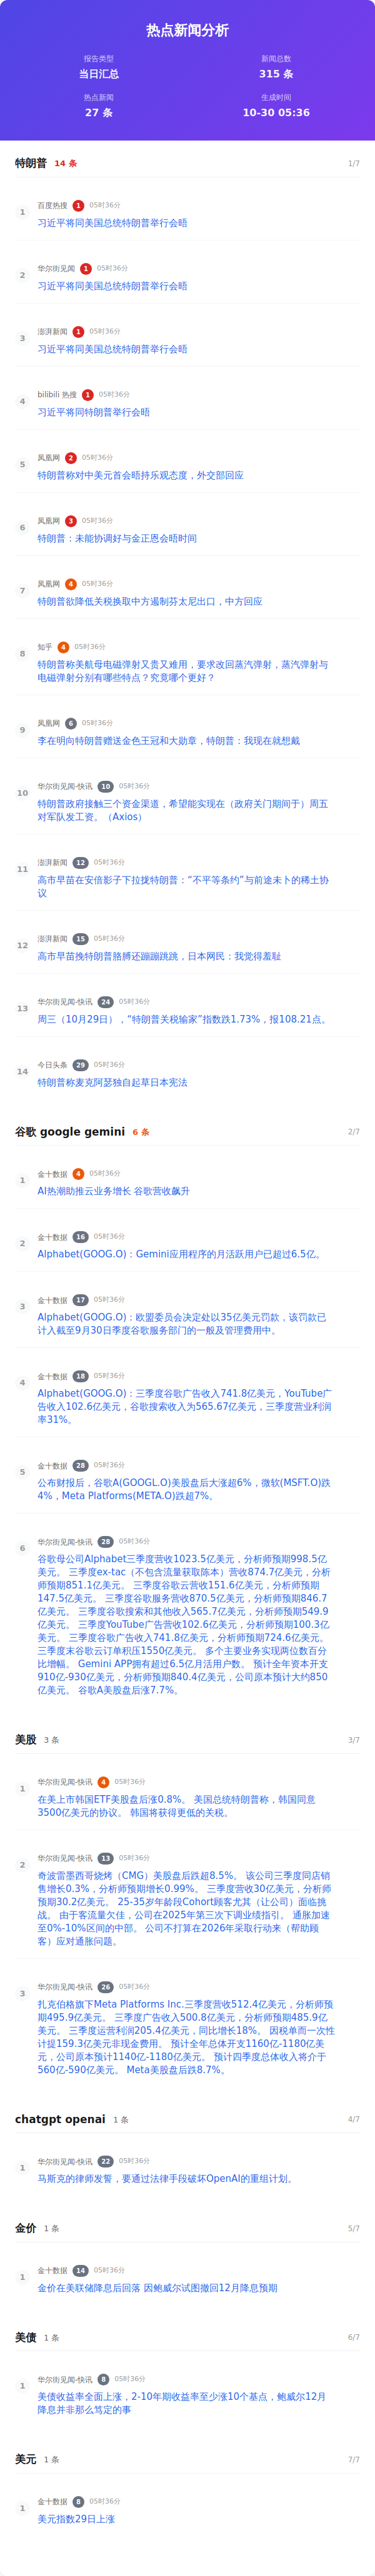 热点新闻分析
报告类型
当日汇总
新闻总数
315 条
热点新闻
27 条
生成时间
10-30 05:36
特朗普 14 条 1/7
1
百度热搜 1 05时36分
习近平将同美国总统特朗普举行会晤
2
华尔街见闻 1 05时36分
习近平将同美国总统特朗普举行会晤
3
澎湃新闻 1 05时36分
习近平将同美国总统特朗普举行会晤
4
bilibili 热搜 1 05时36分
习近平将同特朗普举行会晤
5
凤凰网 2 05时36分
特朗普称对中美元首会晤持乐观态度，外交部回应
6
凤凰网 3 05时36分
特朗普：未能协调好与金正恩会晤时间
7
凤凰网 4 05时36分
特朗普欲降低关税换取中方遏制芬太尼出口，中方回应
8
知乎 4 05时36分
特朗普称美航母电磁弹射又贵又难用，要求改回蒸汽弹射，蒸汽弹射与
电磁弹射分别有哪些特点？究竟哪个更好？
9
凤凰网 6 05时36分
李在明向特朗普赠送金色王冠和大勋章，特朗普：我现在就想戴
10
华尔街见闻-快讯 10 05时36分
特朗普政府接触三个资金渠道，希望能实现在（政府关门期间于）周五
对军队发工资。（Axios）
11
澎湃新闻 12 05时36分
高市早苗在安倍影子下拉拢特朗普：“不平等条约”与前途未卜的稀土协
议
12
澎湃新闻 15 05时36分
高市早苗挽特朗普胳膊还蹦蹦跳跳，日本网民：我觉得羞耻
13
华尔街见闻-快讯 24 05时36分
周三（10月29日），“特朗普关税输家”指数跌1.73%，报108.21点。
14
今日头条 29 05时36分
特朗普称麦克阿瑟独自起草日本宪法
谷歌 google gemini 6 条 2/7
1
金十数据 4 05时36分
AI热潮助推云业务增长 谷歌营收飙升
2
金十数据 16 05时36分
Alphabet(GOOG.O)：Gemini应用程序的月活跃用户已超过6.5亿。
3
金十数据 17 05时36分
Alphabet(GOOG.O)：欧盟委员会决定处以35亿美元罚款，该罚款已
计入截至9月30日季度谷歌服务部门的一般及管理费用中。
4
金十数据 18 05时36分
Alphabet(GOOG.O)：三季度谷歌广告收入741.8亿美元，YouTube广
告收入102.6亿美元，谷歌搜索收入为565.67亿美元，三季度营业利润
率31%。
5
金十数据 28 05时36分
公布财报后，谷歌A(GOOGL.O)美股盘后大涨超6%，微软(MSFT.O)跌
4%，Meta Platforms(META.O)跌超7%。
6
华尔街见闻-快讯 28 05时36分
谷歌母公司Alphabet三季度营收1023.5亿美元，分析师预期998.5亿
美元。 三季度ex-tac（不包含流量获取陈本）营收874.7亿美元，分析
师预期851.1亿美元。 三季度谷歌云营收151.6亿美元，分析师预期
147.5亿美元。 三季度谷歌服务营收870.5亿美元，分析师预期846.7
亿美元。 三季度谷歌搜索和其他收入565.7亿美元，分析师预期549.9
亿美元。 三季度YouTube广告营收102.6亿美元，分析师预期100.3亿
美元。 三季度谷歌广告收入741.8亿美元，分析师预期724.6亿美元。
三季度末谷歌云订单积压1550亿美元。 多个主要业务实现两位数百分
比增幅。 Gemini APP拥有超过6.5亿月活用户数。 预计全年资本开支
910亿-930亿美元，分析师预期840.4亿美元，公司原本预计大约850
亿美元。 谷歌A美股盘后涨7.7%。
美股 3 条 3/7
1
华尔街见闻-快讯 4 05时36分
在美上市韩国ETF美股盘后涨0.8%。 美国总统特朗普称，韩国同意
3500亿美元的协议。 韩国将获得更低的关税。
2
华尔街见闻-快讯 13 05时36分
奇波雷墨西哥烧烤（CMG）美股盘后跌超8.5%。 该公司三季度同店销
售增长0.3%，分析师预期增长0.99%。 三季度营收30亿美元，分析师
预期30.2亿美元。 25-35岁年龄段Cohort顾客尤其（让公司）面临挑
战。 由于客流量欠佳，公司在2025年第三次下调业绩指引。 通胀加速
至0%-10%区间的中部。 公司不打算在2026年采取行动来（帮助顾
客）应对通胀问题。
3
华尔街见闻-快讯 26 05时36分
扎克伯格旗下Meta Platforms Inc.三季度营收512.4亿美元，分析师预
期495.9亿美元。 三季度广告收入500.8亿美元，分析师预期485.9亿
美元。 三季度运营利润205.4亿美元，同比增长18%。 因税单而一次性
计提159.3亿美元非现金费用。 预计全年总体开支1160亿-1180亿美
元，公司原本预计1140亿-1180亿美元。 预计四季度总体收入将介于
560亿-590亿美元。 Meta美股盘后跌8.7%。
chatgpt openai 1 条 4/7
1
华尔街见闻-快讯 22 05时36分
马斯克的律师发誓，要通过法律手段破坏OpenAI的重组计划。
金价 1 条 5/7
1
金十数据 14 05时36分
金价在美联储降息后回落 因鲍威尔试图撤回12月降息预期
美债 1 条 6/7
1
华尔街见闻-快讯 8 05时36分
美债收益率全面上涨，2-10年期收益率至少涨10个基点，鲍威尔12月
降息并非那么笃定的事
美元 1 条 7/7
1
金十数据 8 05时36分
美元指数29日上涨